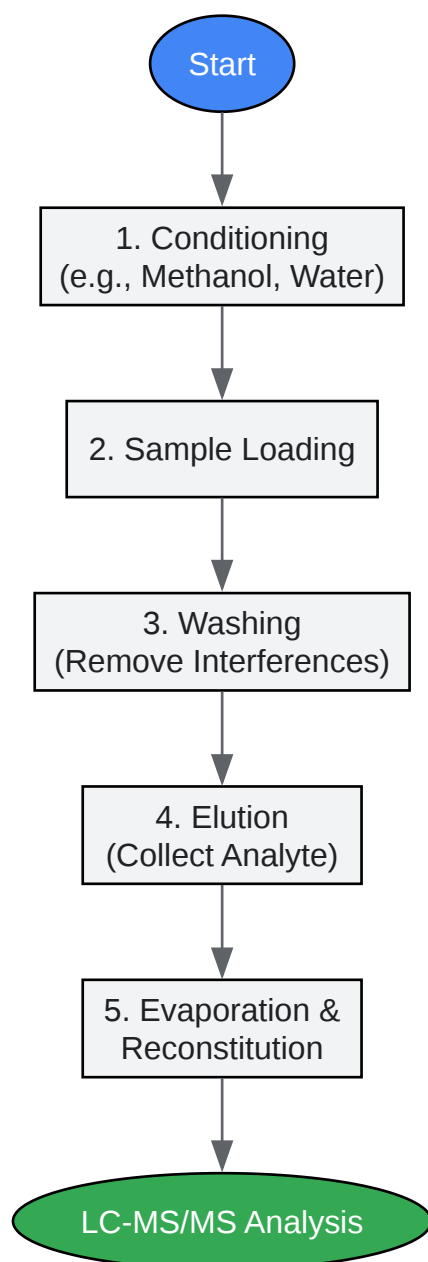 Start
1. Conditioning
(e.g., Methanol, Water)
2. Sample Loading
3. Washing
(Remove Interferences)
4. Elution
(Collect Analyte)
5. Evaporation &
Reconstitution
LC-MS/MS Analysis